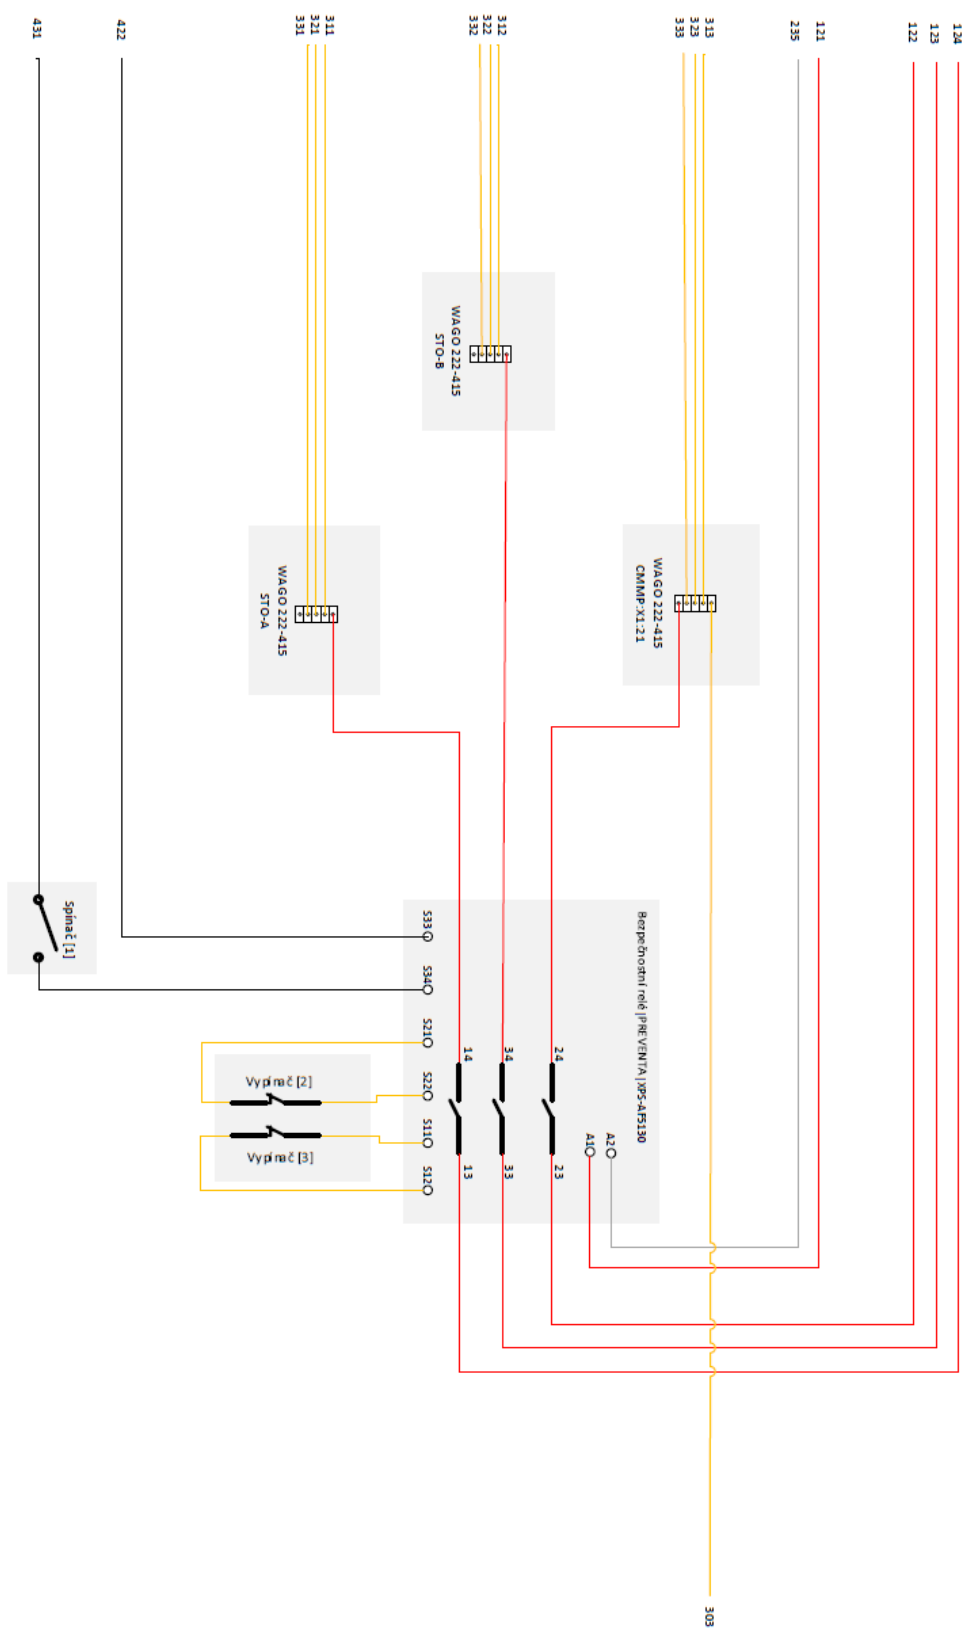 124
123
122
121
235
313
323
333
303
WAGO 222-415
CMMP:X1:21
Bezpečnostní relé |PREVENTA |XPS-AF5130
A2
A1
24
23
312
322
332
34
33
WAGO 222-415
STO-B
14
13
S33
S34
S21
S22
S11
S12
311
321
331
WAGO 222-415
STO-A
Vypínač [2]
Vypínač [3]
422
Spínač [1]
431